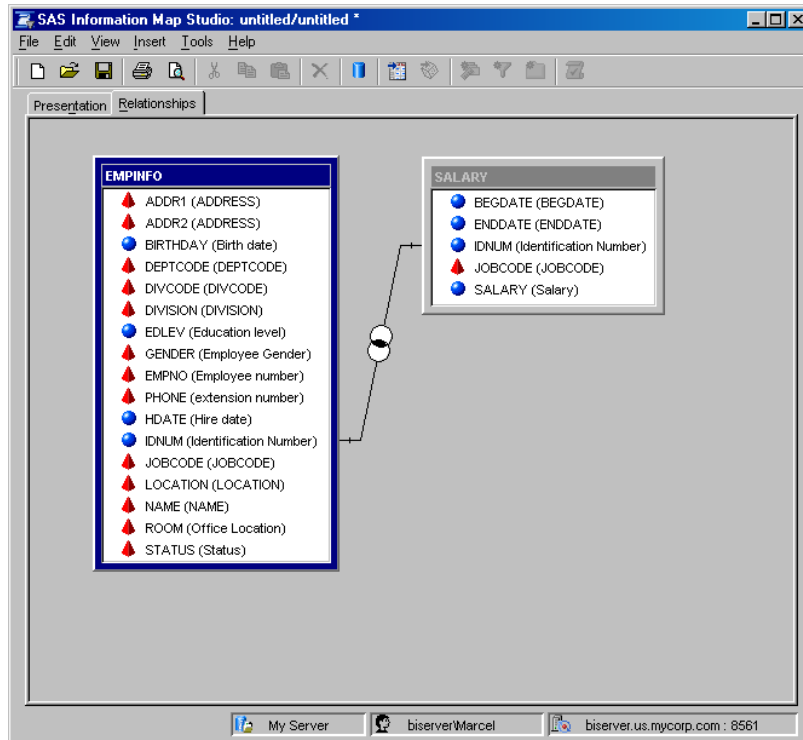 SAS Information Map Studio: untitled/untitled *
File Edit View Insert Tools Help
Presentation Relationships
EMPINFO
ADDR1 (ADDRESS)
ADDR2 (ADDRESS)
BIRTHDAY (Birth date)
DEPTCODE (DEPTCODE)
DIVCODE (DIVCODE)
DIVISION (DIVISION)
EDLEV (Education level)
GENDER (Employee Gender)
EMPNO (Employee number)
PHONE (extension number)
HDATE (Hire date)
IDNUM (Identification Number)
JOBCODE (JOBCODE)
LOCATION (LOCATION)
NAME (NAME)
ROOM (Office Location)
STATUS (Status)
SALARY
BEGDATE (BEGDATE)
ENDDATE (ENDDATE)
IDNUM (Identification Number)
JOBCODE (JOBCODE)
SALARY (Salary)
My Server biserver\Marcel biserver.us.mycorp.com : 8561